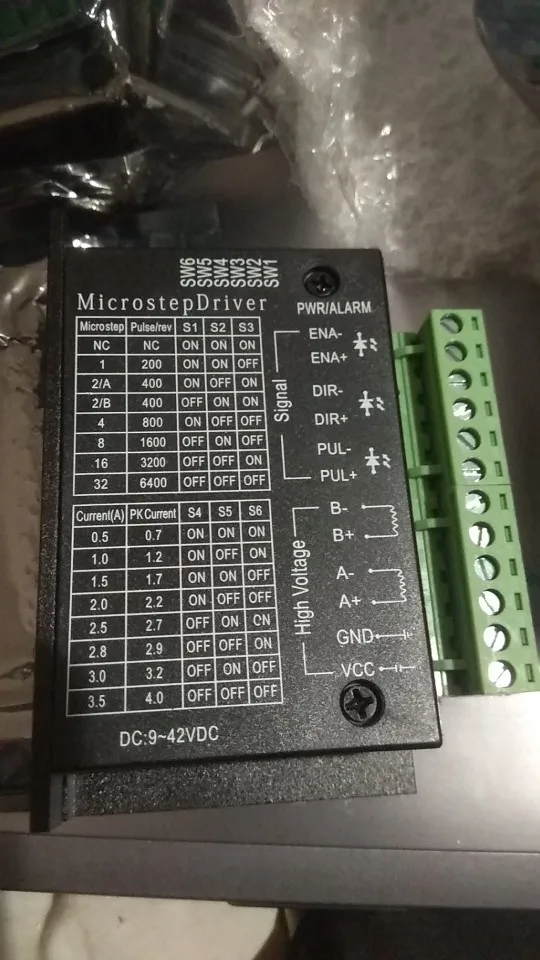 SW6
SW5
SW4
SW3
SW2
SW1
MicrostepDriver
PWR/ALARM
Microstep Pulse/rev S1 S2 S3
NC NC ON ON ON
1 200 ON ON OFF
2/A 400 ON OFF ON
2/B 400 OFF ON ON
4 800 ON OFF OFF
8 1600 OFF ON OFF
16 3200 OFF OFF ON
32 6400 OFF OFF OFF
Current(A) PK Current S4 S5 S6
0.5 0.7 ON ON ON
1.0 1.2 ON OFF ON
1.5 1.7 ON ON OFF
2.0 2.2 ON OFF OFF
2.5 2.7 OFF ON CN
2.8 2.9 OFF OFF ON
3.0 3.2 OFF ON OFF
3.5 4.0 OFF OFF OFF
DC:9~42VDC
Signal
ENA-
ENA+
DIR-
DIR+
PUL-
PUL+
High Voltage
B-
B+
A-
A+
GND
VCC